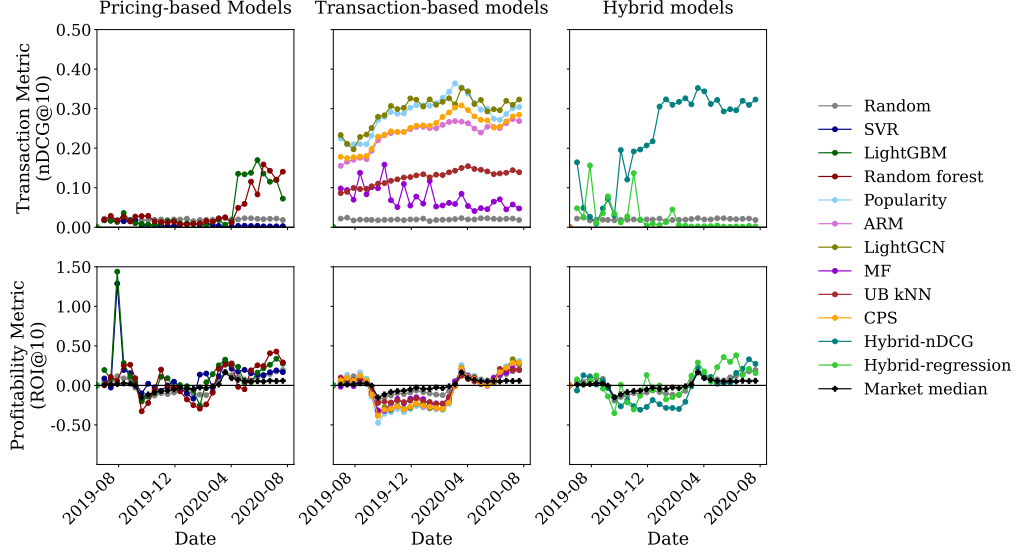 Pricing-based Models
Transaction-based models
Hybrid models
Transaction Metric
(nDCG@10)
0.50
0.40
0.30
0.20
0.10
0.00
Profitability Metric
(ROI@10)
1.50
1.00
0.50
0.00
-0.50
2019-08
2019-12
2020-04
2020-08
Date
2019-08
2019-12
2020-04
2020-08
Date
2019-08
2019-12
2020-04
2020-08
Date
Random
SVR
LightGBM
Random forest
Popularity
ARM
LightGCN
MF
UB kNN
CPS
Hybrid-nDCG
Hybrid-regression
Market median